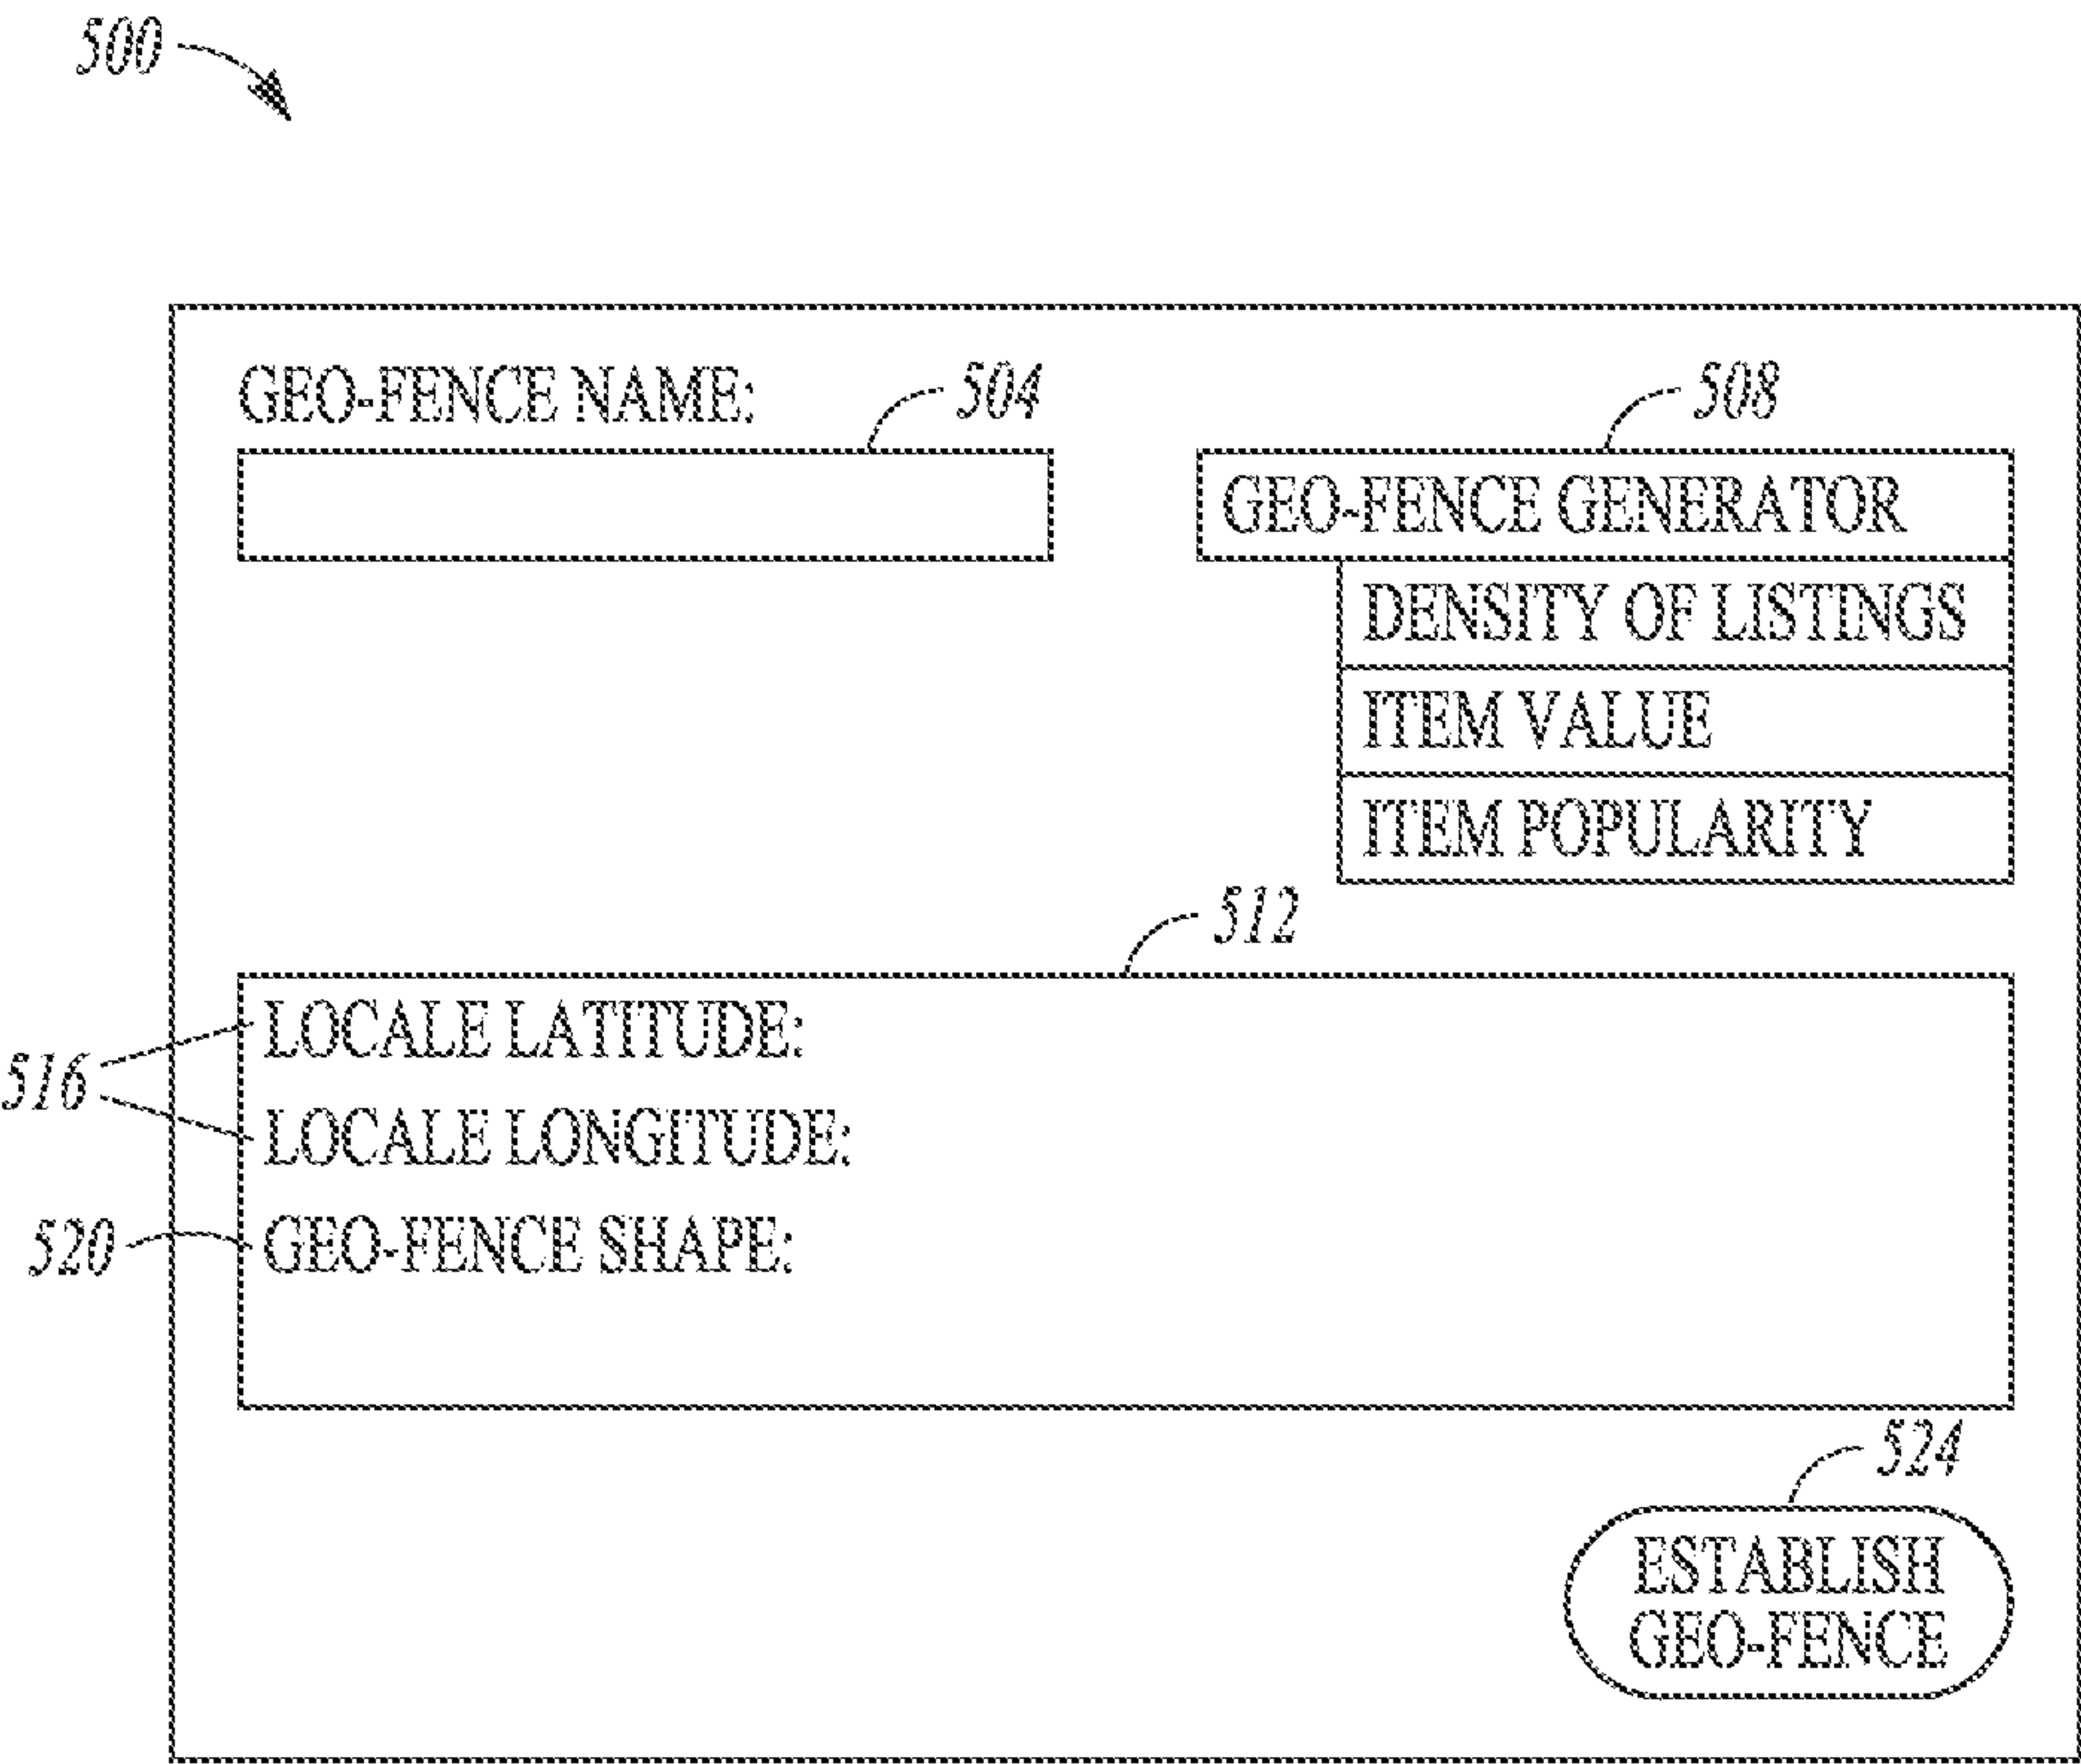 500
GEO-FENCE NAME:
504
508
GEO-FENCE GENERATOR
DENSITY OF LISTINGS
ITEM VALUE
ITEM POPULARITY
512
LOCALE LATITUDE:
516
LOCALE LONGITUDE:
520
GEO-FENCE SHAPE:
524
ESTABLISH
GEO-FENCE